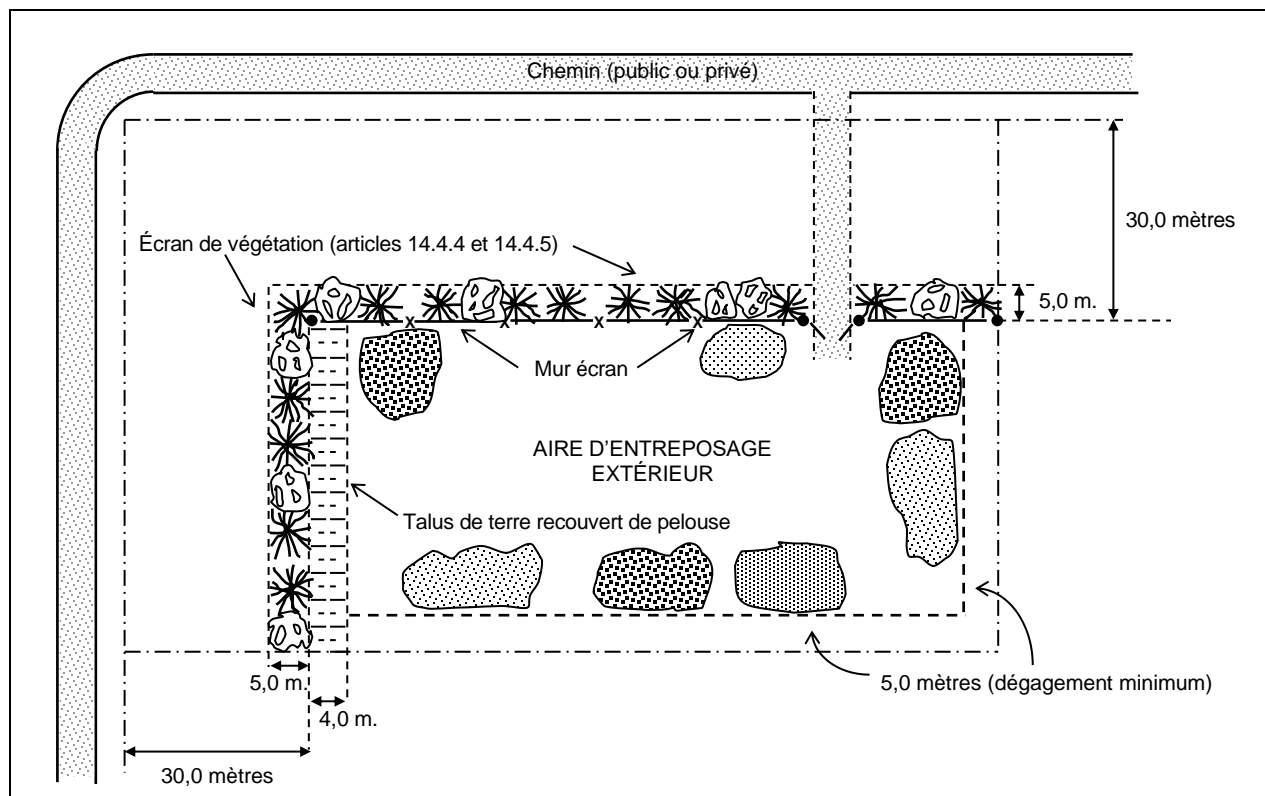 Chemin (public ou privé)
30,0 mètres
Écran de végétation (articles 14.4.4 et 14.4.5)
5,0 m.
x x x x
Mur écran
AIRE D'ENTREPOSAGE
EXTÉRIEUR
Talus de terre recouvert de pelouse
5,0 m.
5,0 mètres (dégagement minimum)
4,0 m.
30,0 mètres